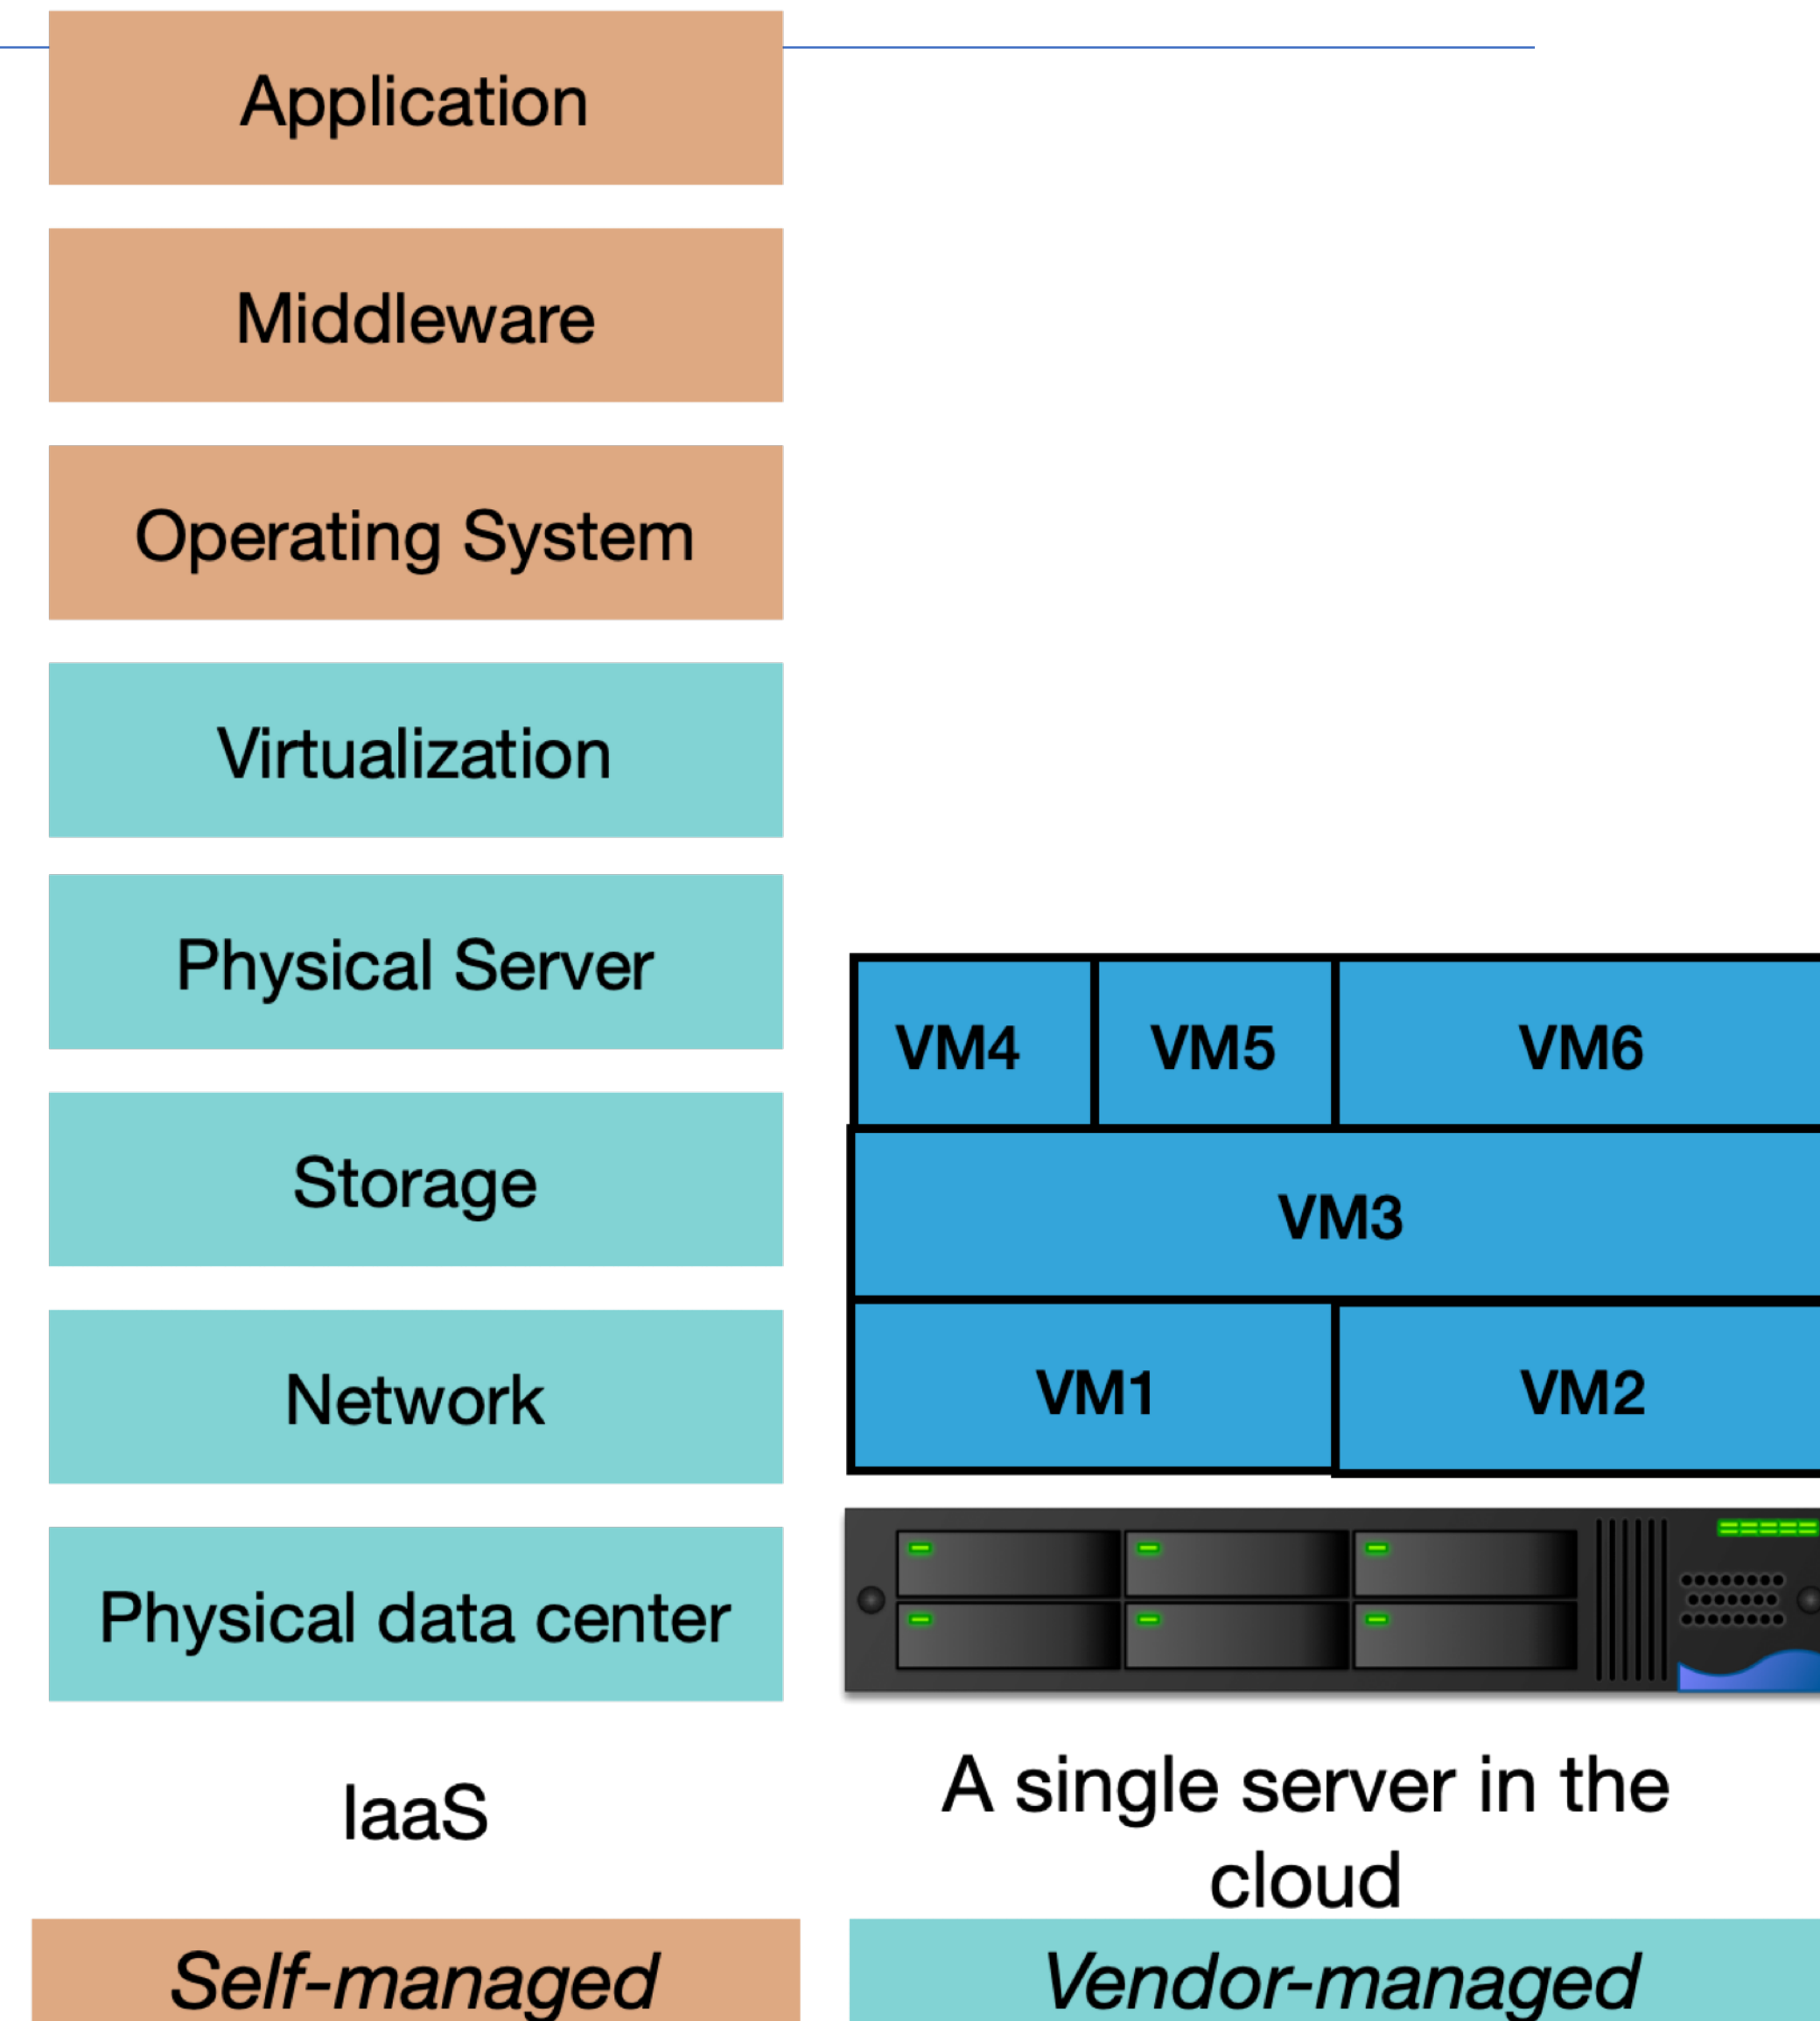 Application
Middleware
Operating System
Virtualization
Physical Server
Storage
Network
Physical data center
IaaS
VM4
VM5
VM6
VM3
VM1
VM2
A single server in the
cloud
Self-managed
Vendor-managed